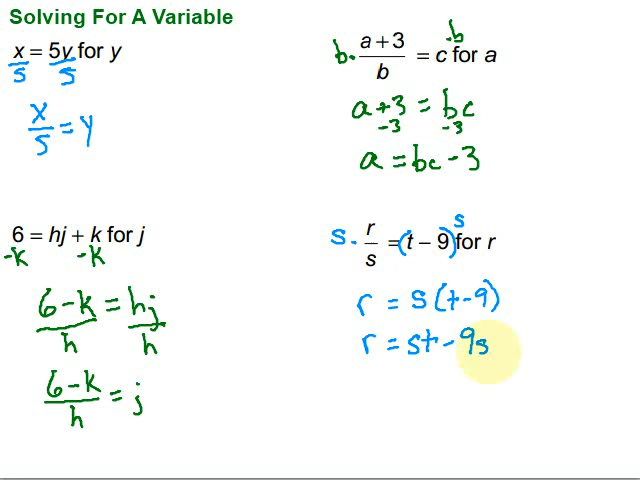 Solving For A Variable
x = 5y for y
5 5
x/5 = y
b · (a + 3)/b = c for a · b
a + 3 = bc
-3 -3
a = bc - 3
6 = hj + k for j
-k -k
(6 - k)/h = hj/h
(6 - k)/h = j
s · r/s = (t – 9) s for r
r = s(t - 9)
r = st - 9s